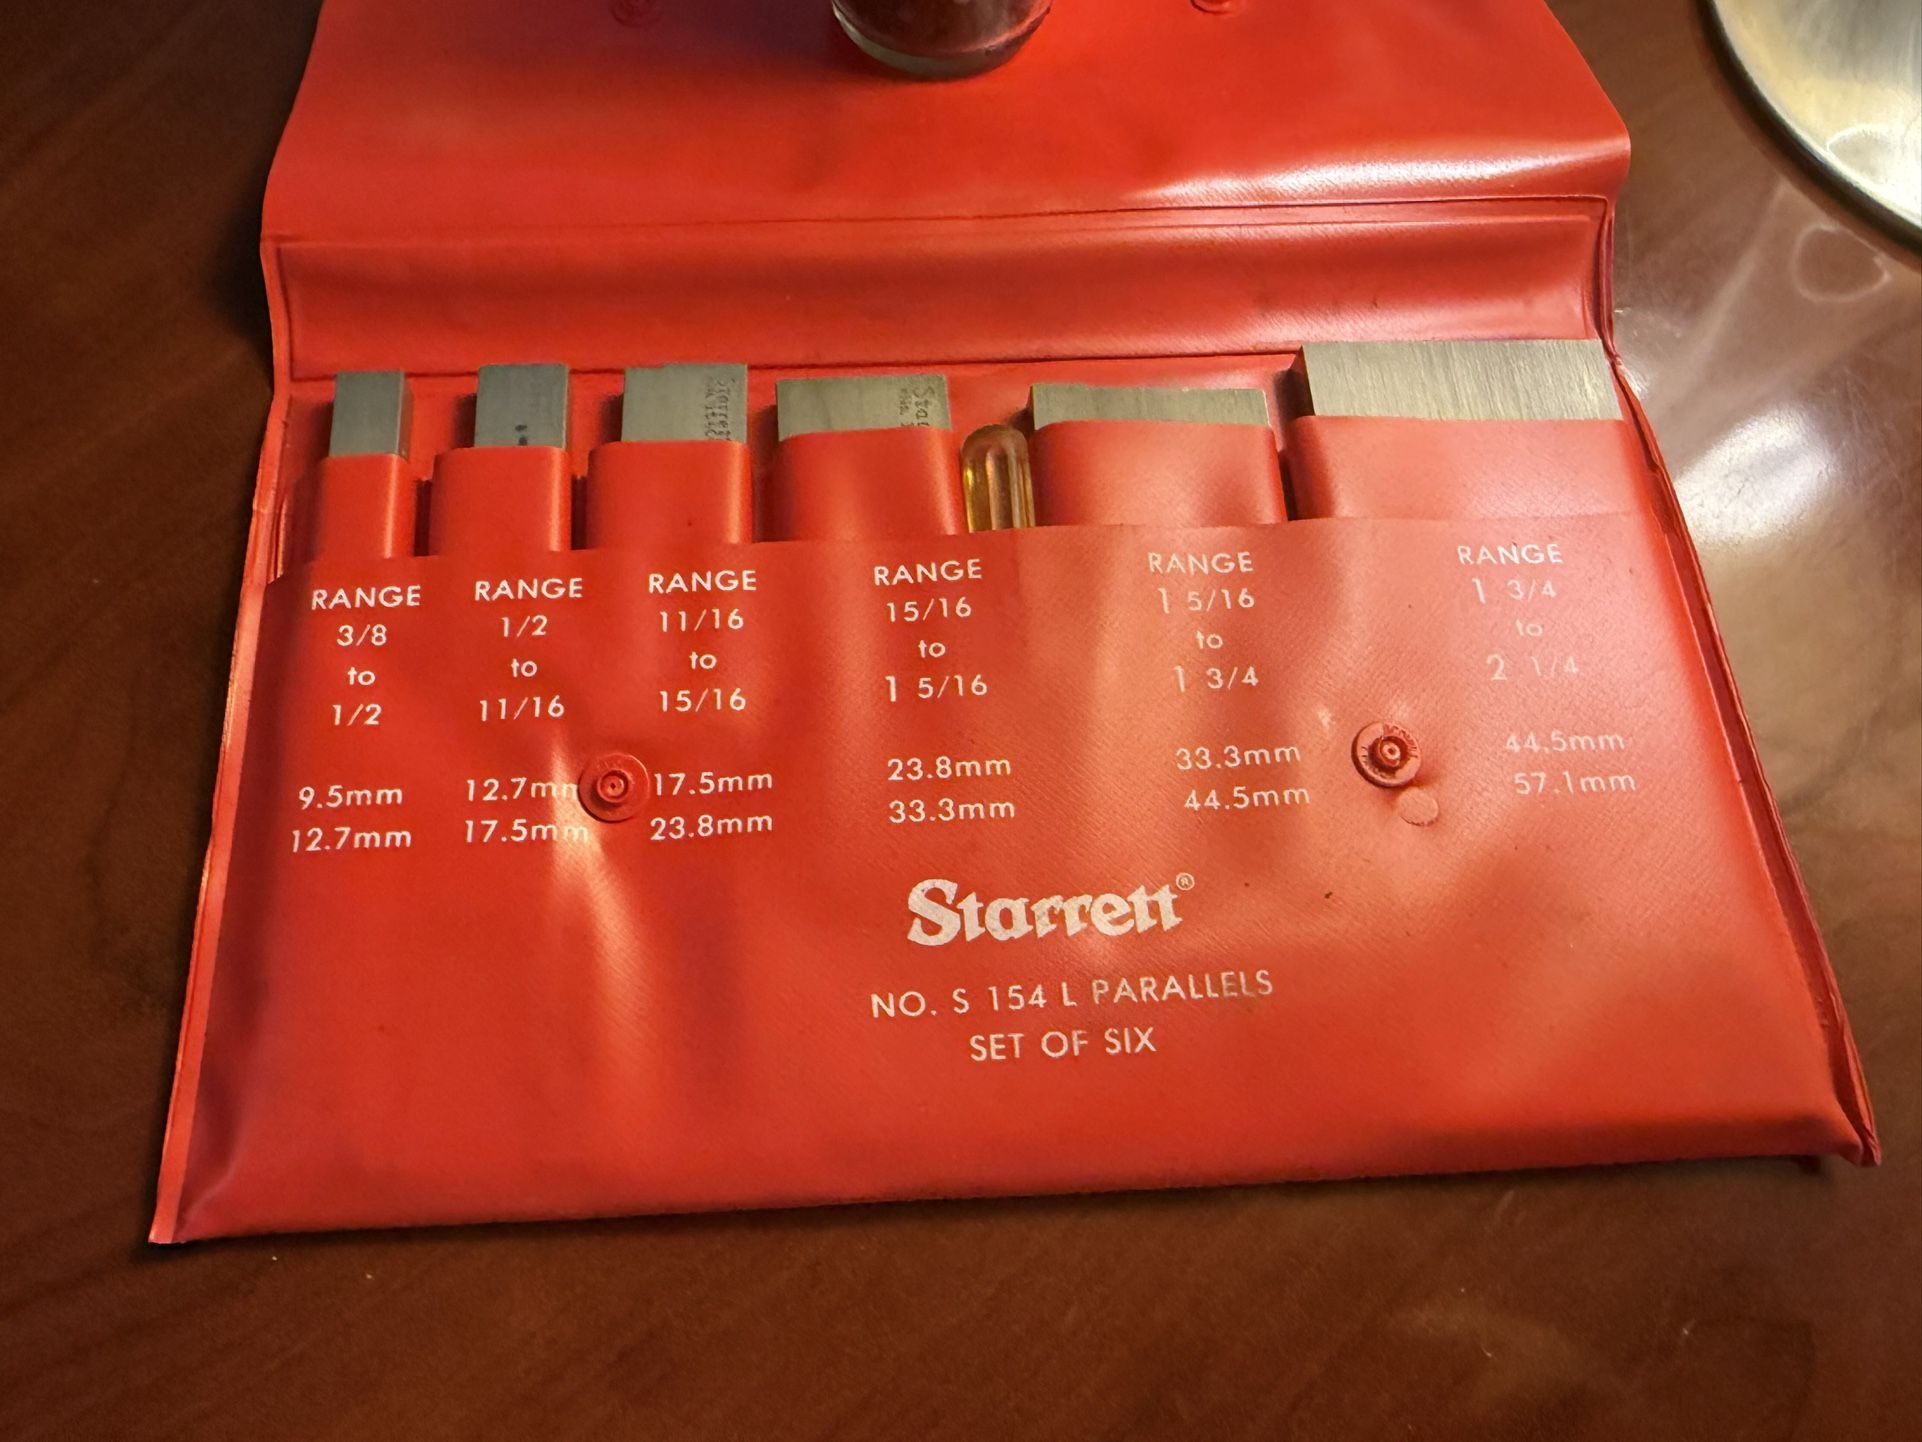 RANGE
3/8
to
1/2
9.5mm
12.7mm
RANGE
1/2
to
11/16
12.7mm
17.5mm
RANGE
11/16
to
15/16
17.5mm
23.8mm
RANGE
15/16
to
1 5/16
23.8mm
33.3mm
RANGE
1 5/16
to
1 3/4
33.3mm
44.5mm
RANGE
1 3/4
to
2 1/4
44.5mm
57.1mm
Starrett®
NO. S 154 L PARALLELS
SET OF SIX